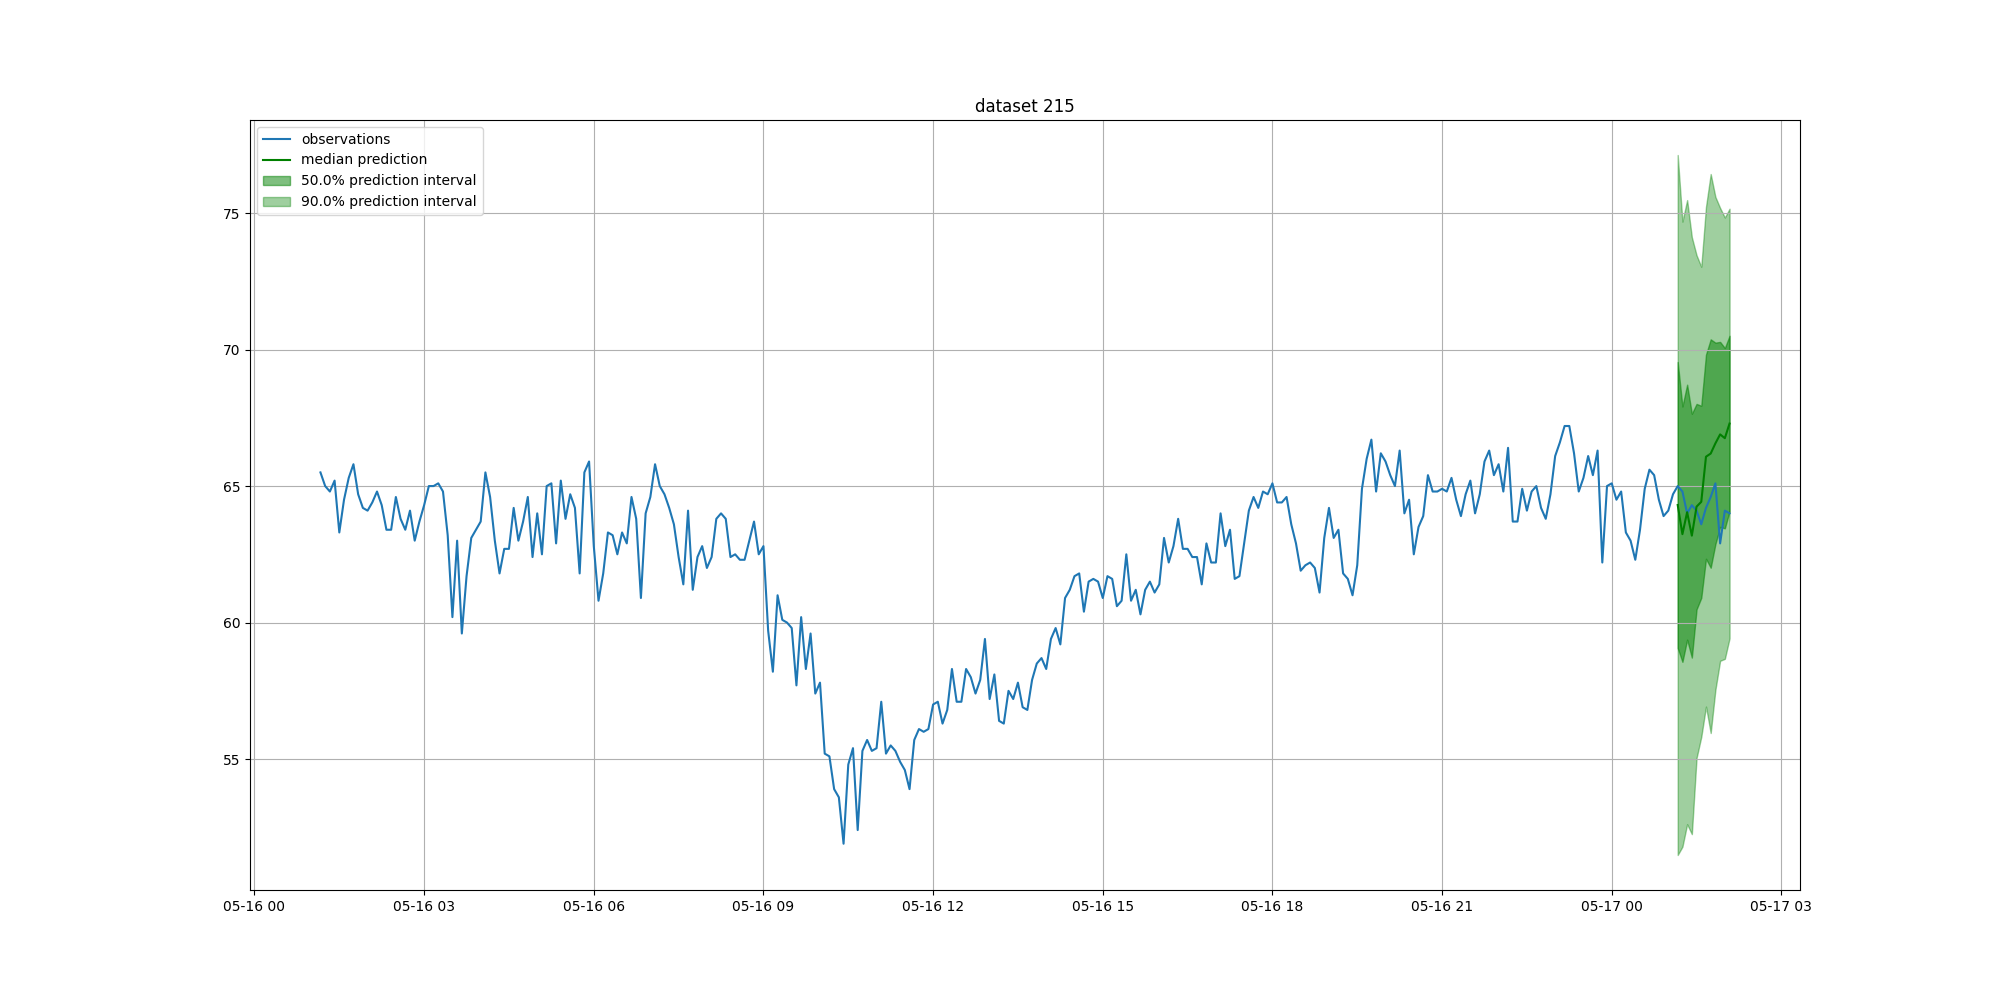 dataset 215
observations
median prediction
50.0% prediction interval
90.0% prediction interval
75
70
65
60
55
05-16 00 05-16 03 05-16 06 05-16 09 05-16 12 05-16 15 05-16 18 05-16 21 05-17 00 05-17 03